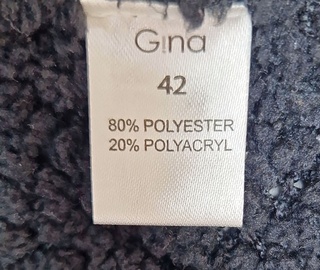 Gina
42
80% POLYESTER
20% POLYACRYL